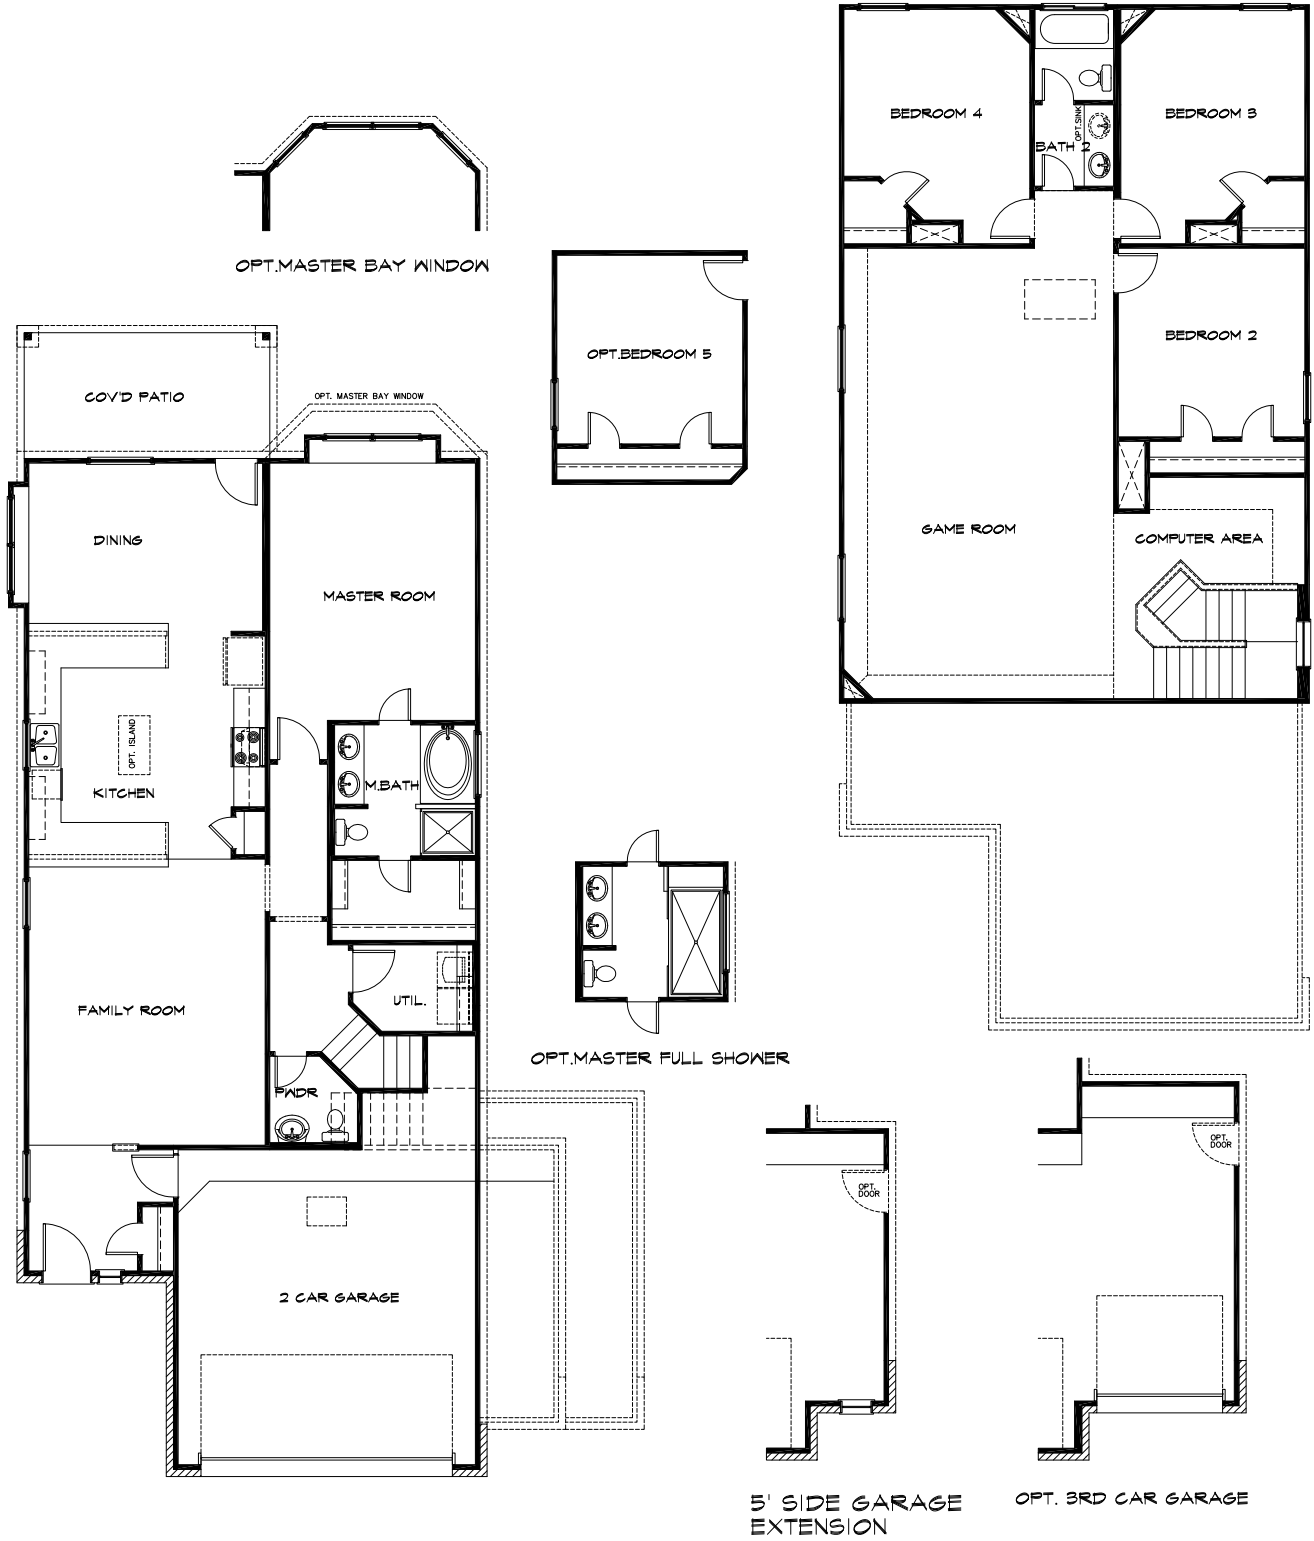 BEDROOM 4
OPT.SINK
BATH 2
BEDROOM 3
OPT.MASTER BAY WINDOW
OPT.BEDROOM 5
BEDROOM 2
COV'D PATIO
OPT. MASTER BAY WINDOW
DINING
MASTER ROOM
GAME ROOM
COMPUTER AREA
OPT. ISLAND
KITCHEN
M.BATH
FAMILY ROOM
UTIL.
OPT.MASTER FULL SHOWER
PWDR
OPT.
DOOR
OPT.
DOOR
2 CAR GARAGE
5' SIDE GARAGE
EXTENSION
OPT. 3RD CAR GARAGE